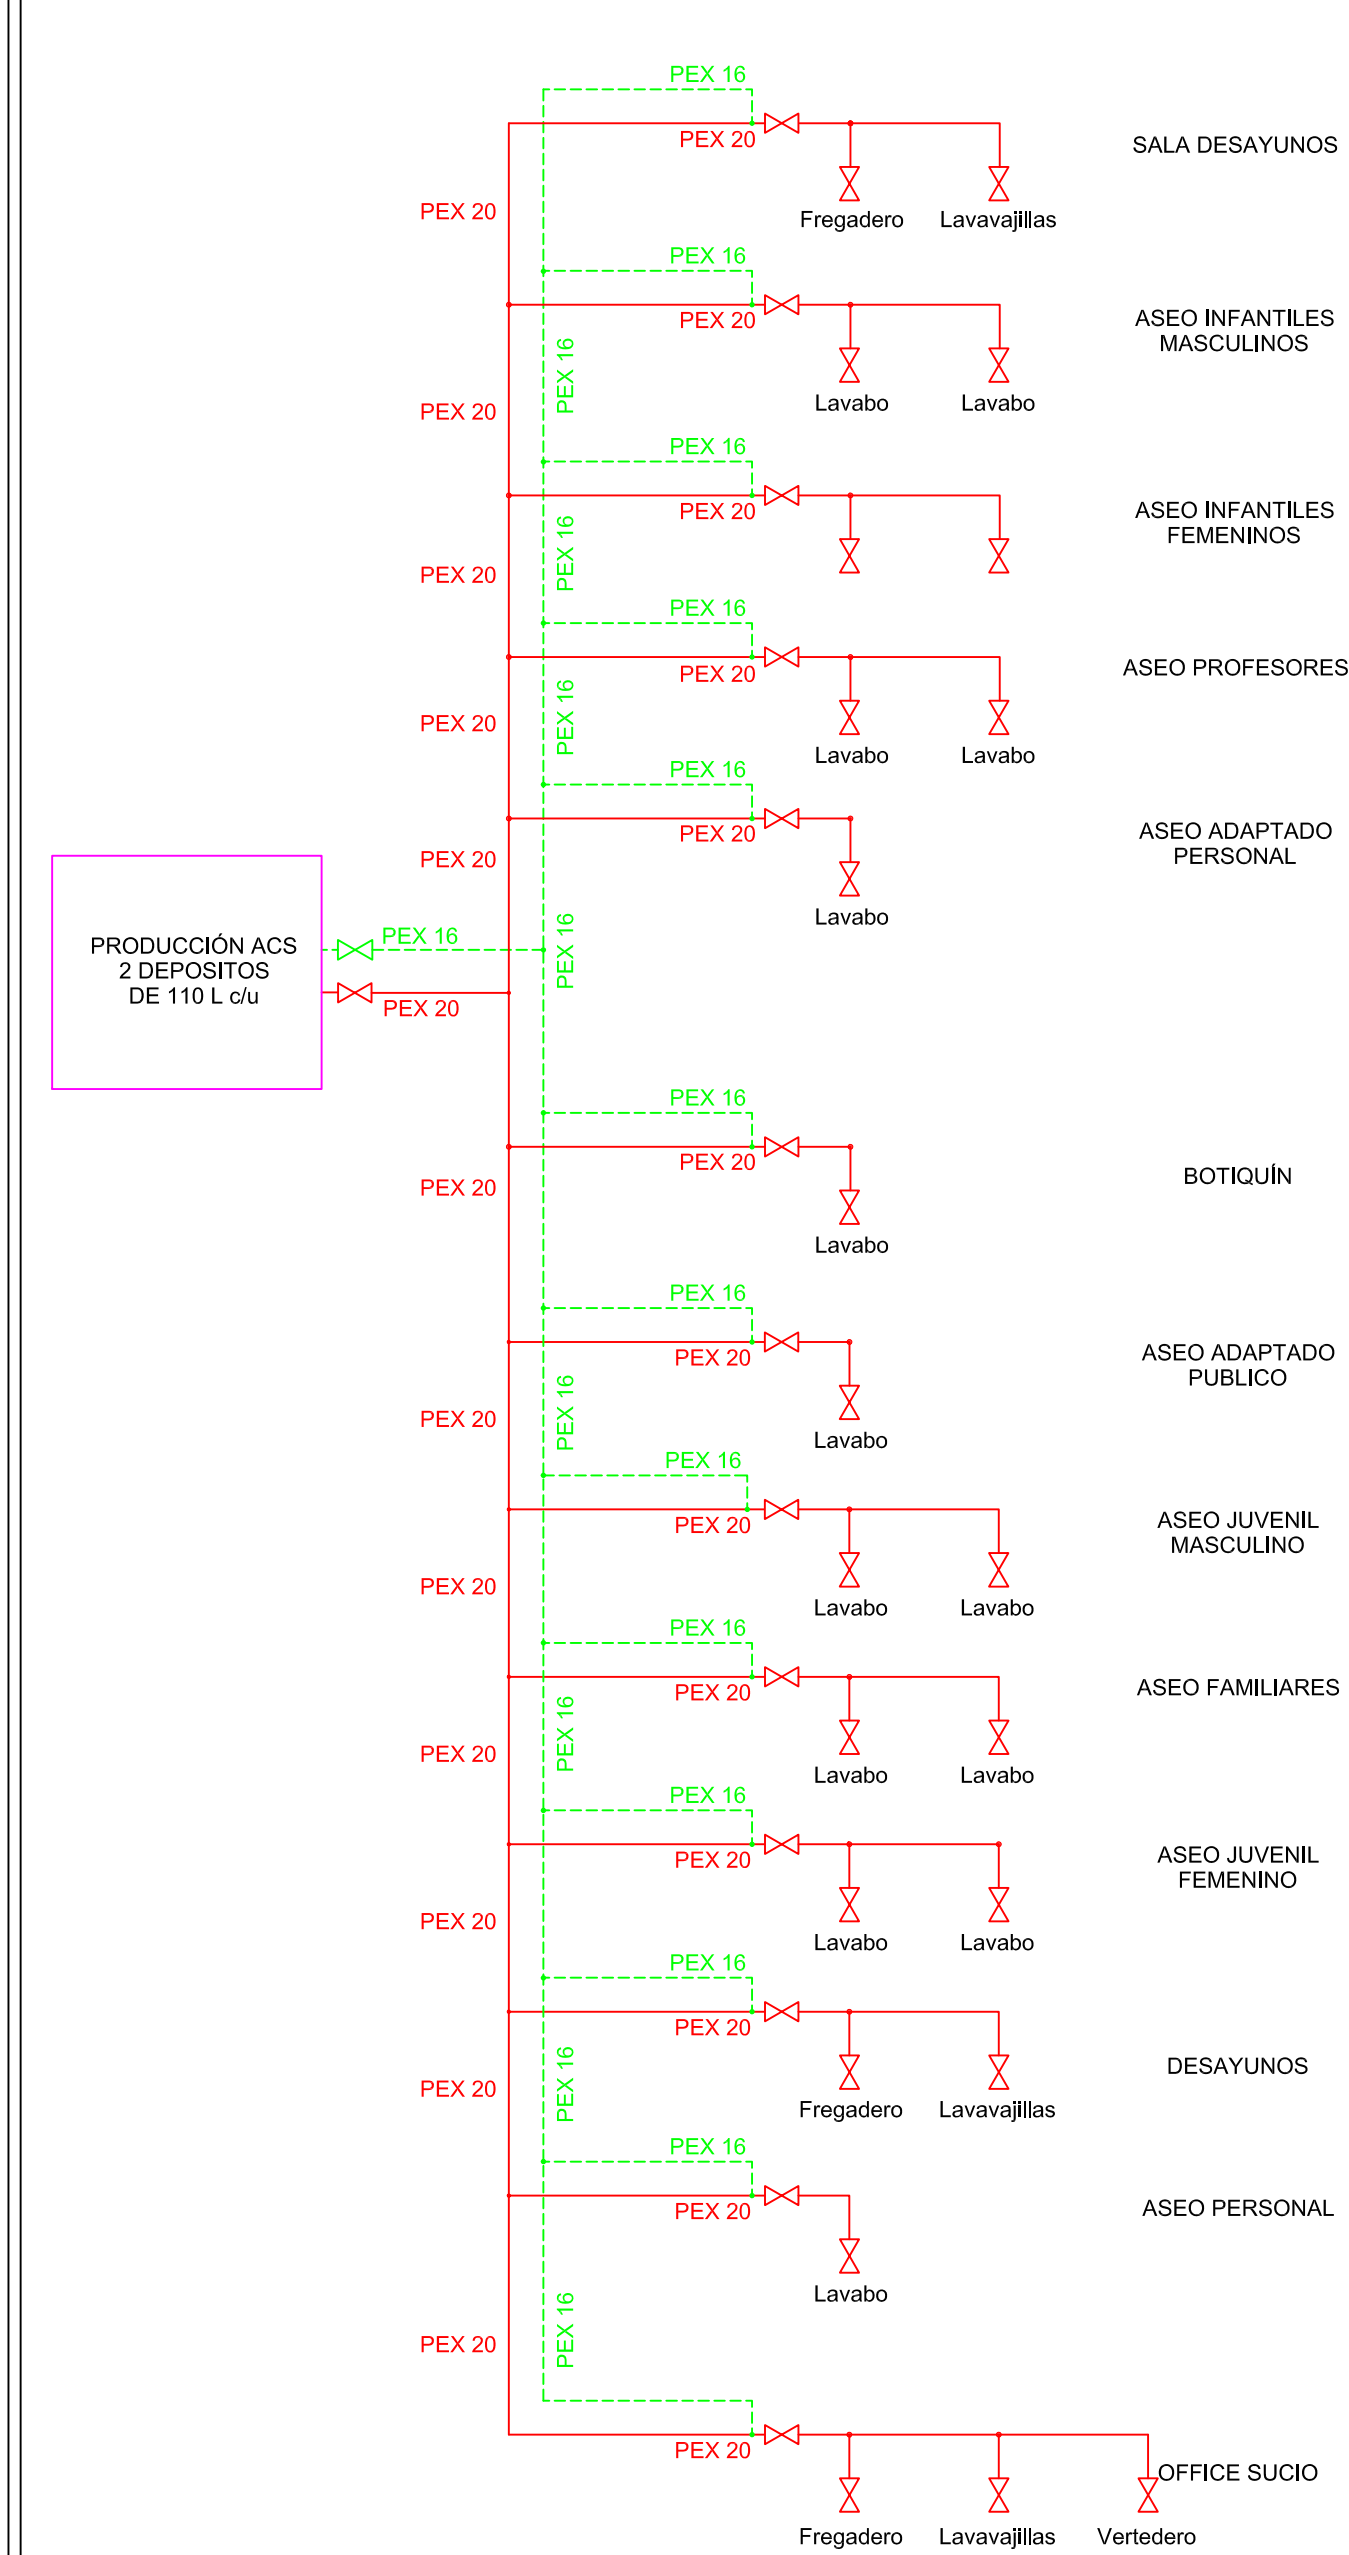 PEX 16
PEX 20
SALA DESAYUNOS
PEX 20
Fregadero
Lavavajillas
PEX 16
PEX 20
ASEO INFANTILES
MASCULINOS
PEX 16
PEX 20
Lavabo
Lavabo
PEX 16
PEX 20
ASEO INFANTILES
FEMENINOS
PEX 16
PEX 20
PEX 16
PEX 20
ASEO PROFESORES
PEX 16
PEX 20
Lavabo
Lavabo
PEX 16
PEX 20
ASEO ADAPTADO
PERSONAL
PEX 20
Lavabo
PRODUCCIÓN ACS
2 DEPOSITOS
DE 110 L c/u
PEX 16
PEX 20
PEX 16
PEX 16
PEX 20
BOTIQUÍN
PEX 20
Lavabo
PEX 16
PEX 20
ASEO ADAPTADO
PUBLICO
PEX 20
PEX 16
Lavabo
PEX 16
PEX 20
ASEO JUVENIL
MASCULINO
PEX 20
Lavabo
Lavabo
PEX 16
PEX 20
ASEO FAMILIARES
PEX 16
PEX 20
Lavabo
Lavabo
PEX 16
PEX 20
ASEO JUVENIL
FEMENINO
PEX 20
Lavabo
Lavabo
PEX 16
PEX 20
DESAYUNOS
PEX 20
PEX 16
Fregadero
Lavavajillas
PEX 16
PEX 20
ASEO PERSONAL
Lavabo
PEX 20
PEX 16
PEX 20
OFFICE SUCIO
Fregadero
Lavavajillas
Vertedero